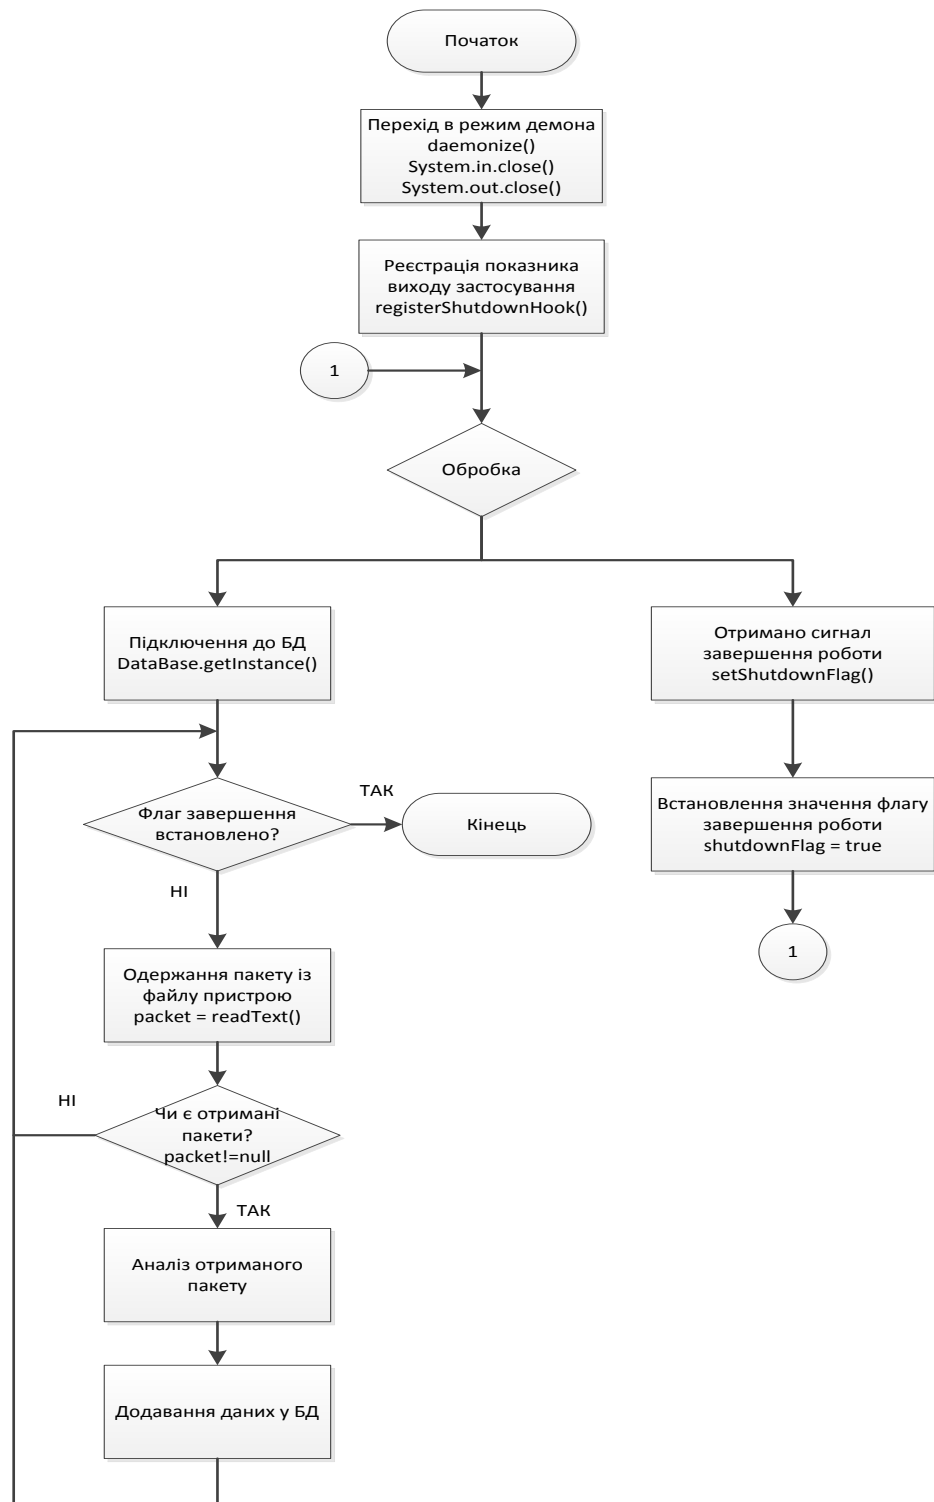 Початок
Перехід в режим демона
daemonize()
System.in.close()
System.out.close()
Реєстрація показника
виходу застосування
registerShutdownHook()
1
Обробка
Підключення до БД
DataBase.getInstance()
Отримано сигнал
завершення роботи
setShutdownFlag()
Флаг завершення
встановлено?
ТАК
Кінець
Встановлення значення флагу
завершення роботи
shutdownFlag = true
НІ
1
Одержання пакету із
файлу пристрою
packet = readText()
НІ
Чи є отримані
пакети?
packet!=null
ТАК
Аналіз отриманого
пакету
Додавання даних у БД